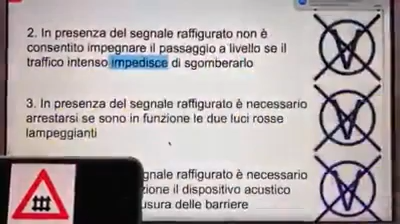 2. In presenza del segnale raffigurato non è
consentito impegnare il passaggio a livello se il
traffico intenso impedisce di sgomberarlo
V
3. In presenza del segnale raffigurato è necessario
arrestarsi se sono in funzione le due luci rosse
lampeggianti
V
gnale raffigurato è necessario
zione il dispositivo acustico
usura delle barriere
V